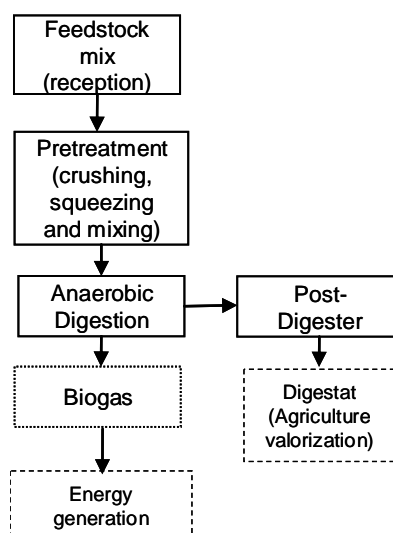 Feedstock
mix
(reception)
Pretreatment
(crushing,
squeezing
and mixing)
Anaerobic
Digestion
Post-
Digester
Biogas
Digestat
(Agriculture
valorization)
Energy
generation